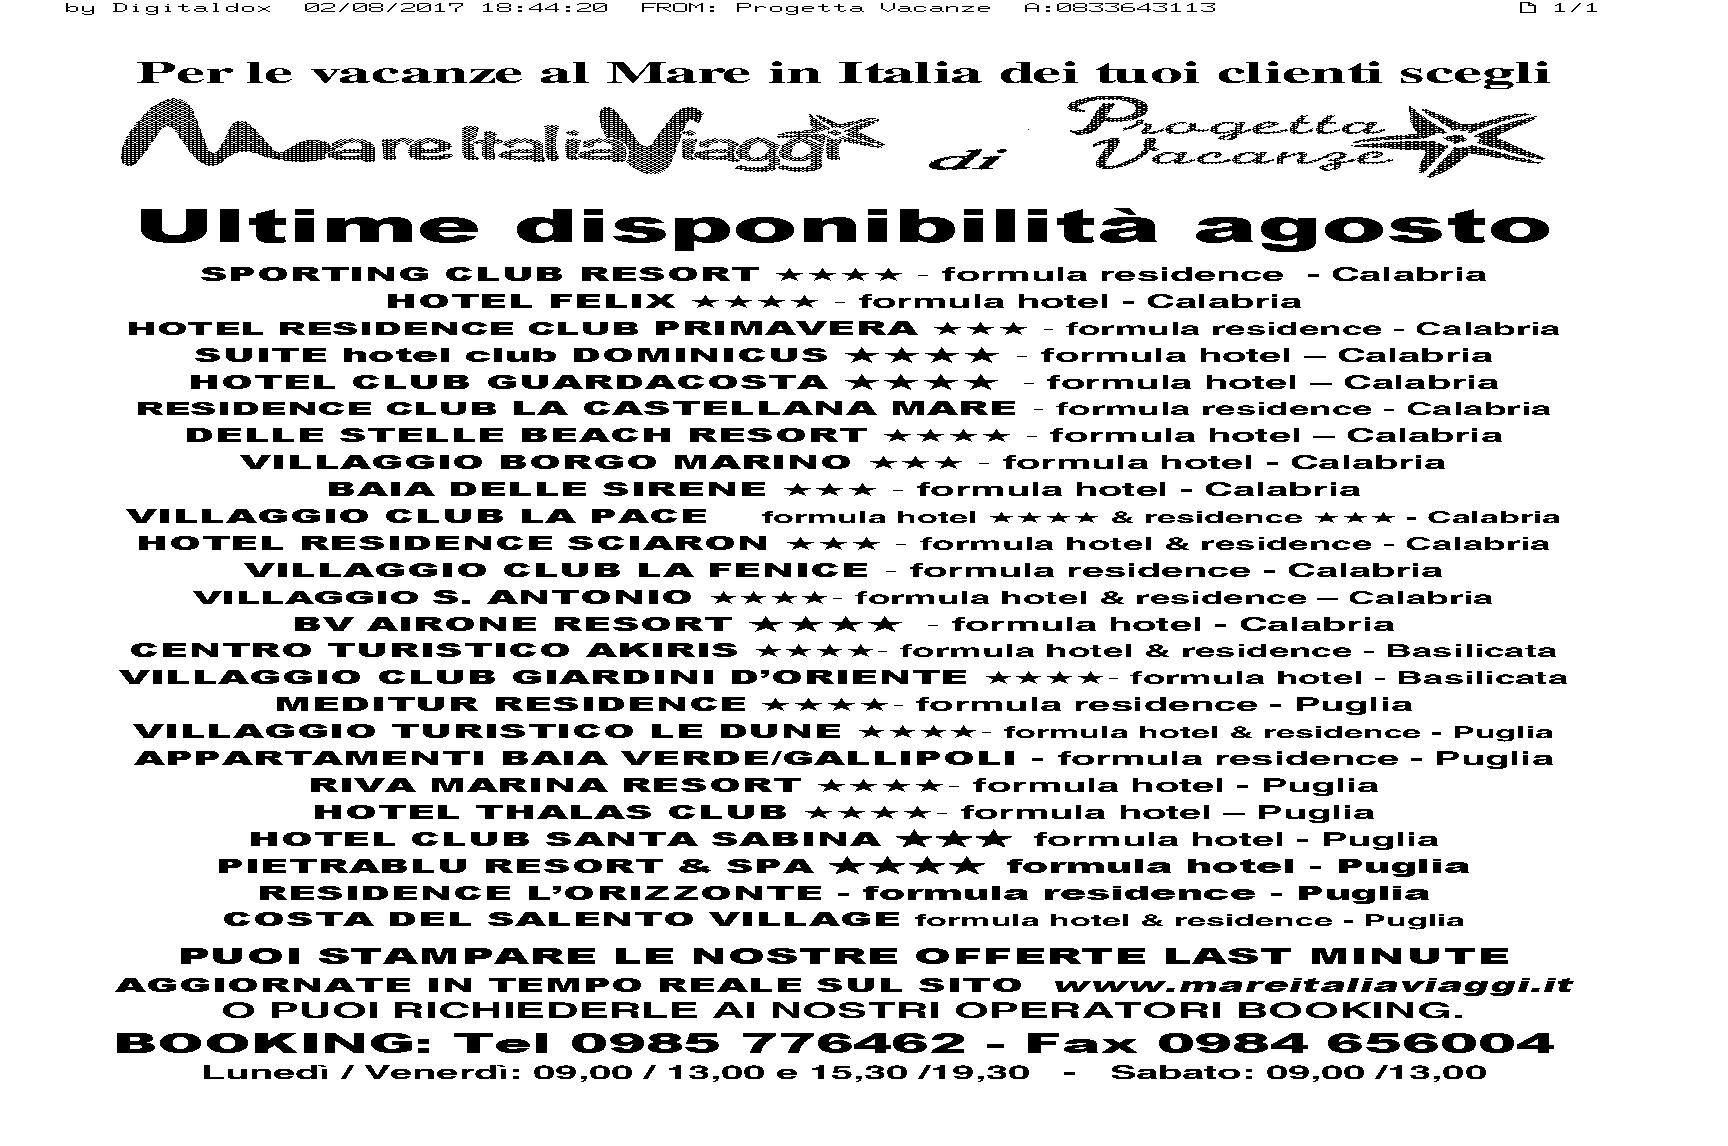 by Digitaldox 02/08/2017 18:44:20 FROM: Progetta Vacanze A:0833643113 1/1
Per le vacanze al Mare in Italia dei tuoi clienti scegli
Mare Italia Viaggi di Progetta Vacanze
Ultime disponibilità agosto
SPORTING CLUB RESORT ★★★★ - formula residence - Calabria
HOTEL FELIX ★★★★ - formula hotel - Calabria
HOTEL RESIDENCE CLUB PRIMAVERA ★★★ - formula residence - Calabria
SUITE hotel club DOMINICUS ★★★★ - formula hotel – Calabria
HOTEL CLUB GUARDACOSTA ★★★★ - formula hotel – Calabria
RESIDENCE CLUB LA CASTELLANA MARE - formula residence - Calabria
DELLE STELLE BEACH RESORT ★★★★ - formula hotel – Calabria
VILLAGGIO BORGO MARINO ★★★ - formula hotel - Calabria
BAIA DELLE SIRENE ★★★ - formula hotel - Calabria
VILLAGGIO CLUB LA PACE formula hotel ★★★★ & residence ★★★ - Calabria
HOTEL RESIDENCE SCIARON ★★★ - formula hotel & residence - Calabria
VILLAGGIO CLUB LA FENICE - formula residence - Calabria
VILLAGGIO S. ANTONIO ★★★★- formula hotel & residence – Calabria
BV AIRONE RESORT ★★★★ - formula hotel - Calabria
CENTRO TURISTICO AKIRIS ★★★★- formula hotel & residence - Basilicata
VILLAGGIO CLUB GIARDINI D’ORIENTE ★★★★- formula hotel - Basilicata
MEDITUR RESIDENCE ★★★★- formula residence - Puglia
VILLAGGIO TURISTICO LE DUNE ★★★★- formula hotel & residence - Puglia
APPARTAMENTI BAIA VERDE/GALLIPOLI - formula residence - Puglia
RIVA MARINA RESORT ★★★★- formula hotel - Puglia
HOTEL THALAS CLUB ★★★★- formula hotel – Puglia
HOTEL CLUB SANTA SABINA ★★★ formula hotel - Puglia
PIETRABLU RESORT & SPA ★★★★ formula hotel - Puglia
RESIDENCE L’ORIZZONTE - formula residence - Puglia
COSTA DEL SALENTO VILLAGE formula hotel & residence - Puglia
PUOI STAMPARE LE NOSTRE OFFERTE LAST MINUTE
AGGIORNATE IN TEMPO REALE SUL SITO www.mareitaliaviaggi.it
O PUOI RICHIEDERLE AI NOSTRI OPERATORI BOOKING.
BOOKING: Tel 0985 776462 - Fax 0984 656004
Lunedì / Venerdì: 09,00 / 13,00 e 15,30 /19,30 - Sabato: 09,00 /13,00